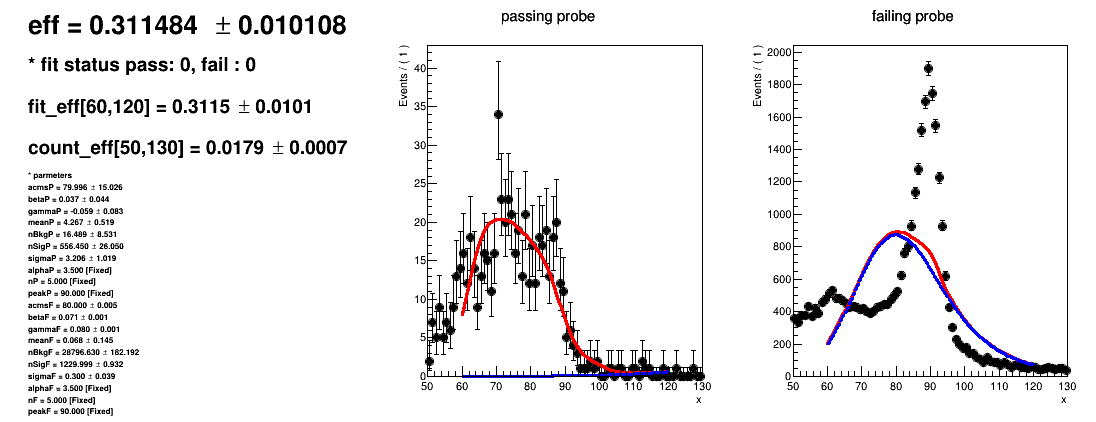 eff = 0.311484 ± 0.010108
* fit status pass: 0, fail : 0
fit_eff[60,120] = 0.3115 ± 0.0101
count_eff[50,130] = 0.0179 ± 0.0007
* parmeters
acmsP = 79.996 ± 15.026
betaP = 0.037 ± 0.044
gammaP = -0.059 ± 0.083
meanP = 4.267 ± 0.519
nBkgP = 16.489 ± 8.531
nSigP = 556.450 ± 26.050
sigmaP = 3.206 ± 1.019
alphaP = 3.500 [Fixed]
nP = 5.000 [Fixed]
peakP = 90.000 [Fixed]
acmsF = 80.000 ± 0.005
betaF = 0.071 ± 0.001
gammaF = 0.080 ± 0.001
meanF = 0.068 ± 0.145
nBkgF = 28796.630 ± 182.192
nSigF = 1229.999 ± 0.932
sigmaF = 0.300 ± 0.039
alphaF = 3.500 [Fixed]
nF = 5.000 [Fixed]
peakF = 90.000 [Fixed]
passing probe
Events / ( 1 )
40
35
30
25
20
15
10
5
0
50 60 70 80 90 100 110 120 130
x
failing probe
Events / ( 1 )
2000
1800
1600
1400
1200
1000
800
600
400
200
0
50 60 70 80 90 100 110 120 130
x